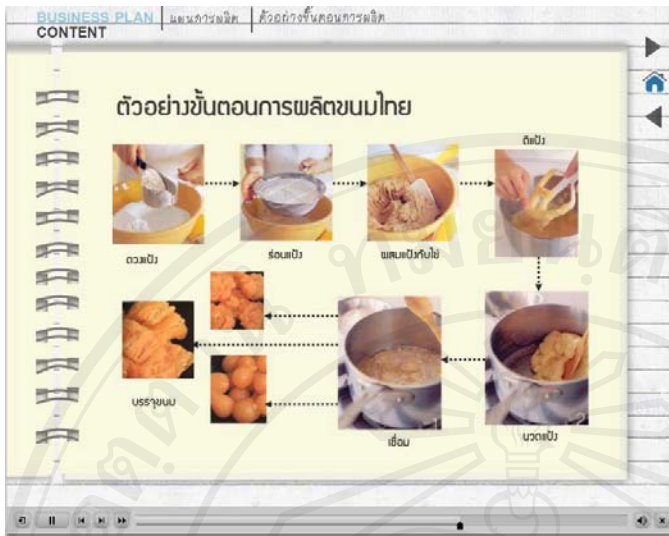 BUSINESS PLAN แผนการผลิต ตัวอย่างขั้นตอนการผลิต
CONTENT
ตัวอย่างขั้นตอนการผลิตขนมไทย
ตีแป้ง
ตวงแป้ง
ร่อนแป้ง
ผสมแป้งกับไข่
บรรจุขนม
เชื่อม
นวดแป้ง